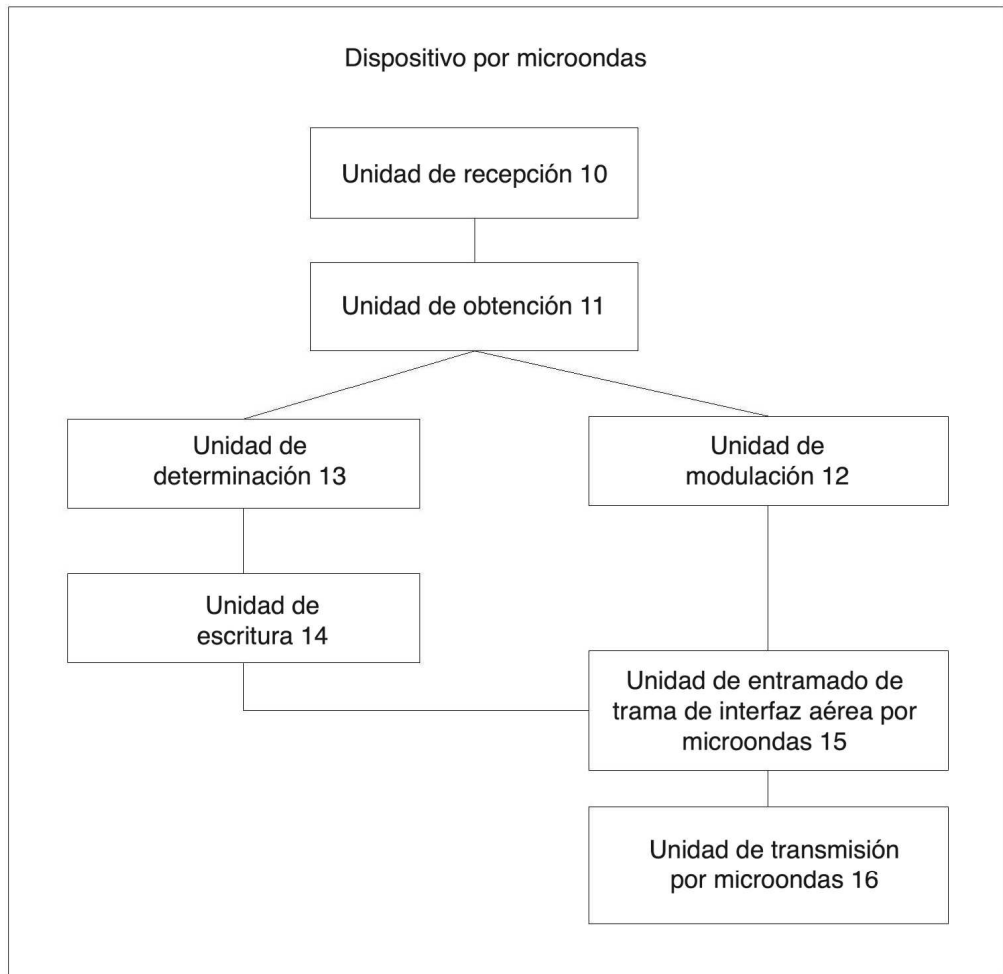 Dispositivo por microondas
Unidad de recepción 10
Unidad de obtención 11
Unidad de
determinación 13
Unidad de
modulación 12
Unidad de
escritura 14
Unidad de entramado de
trama de interfaz aérea por
microondas 15
Unidad de transmisión
por microondas 16